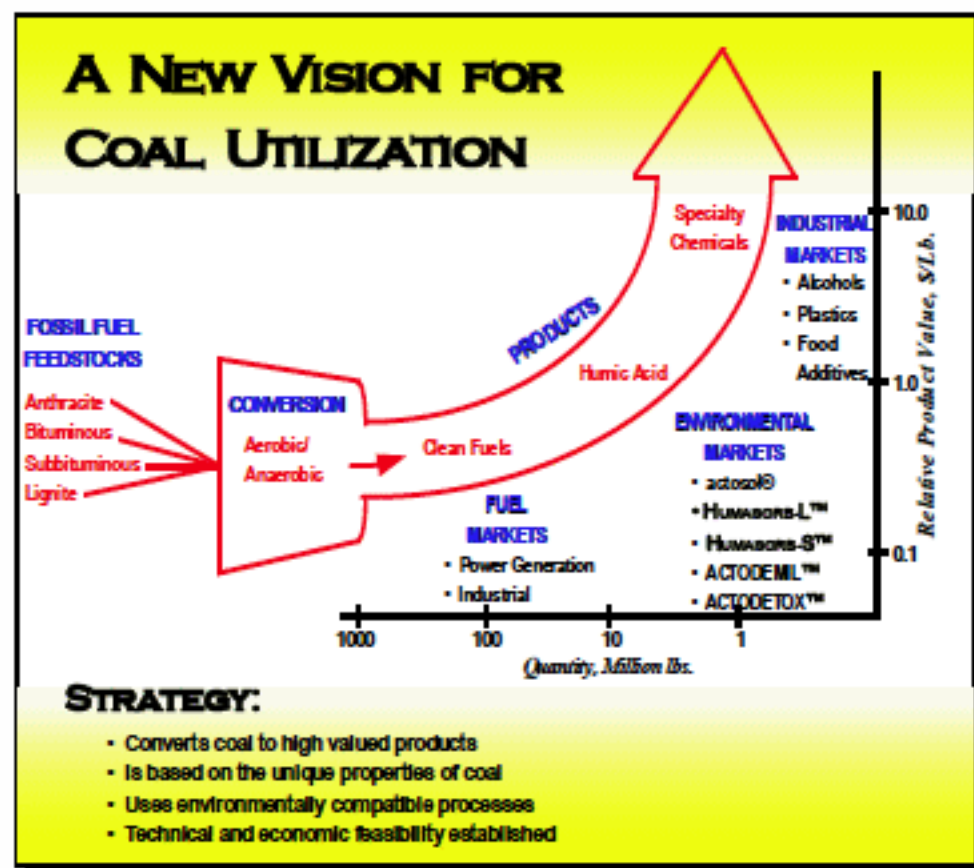 A NEW VISION FOR
COAL UTILIZATION
FOSSIL FUEL
FEEDSTOCKS
Anthracite
Bituminous
Subbituminous
Lignite
CONVERSION
Aerobic/
Anaerobic
PRODUCTS
Clean Fuels
Humic Acid
Specialty
Chemicals
FUEL
MARKETS
• Power Generation
• Industrial
ENVIRONMENTAL
MARKETS
• actosol®
• HUMASORB-L™
• HUMASORB-S™
• ACTODEMIL™
• ACTODETOX™
INDUSTRIAL
MARKETS
• Alcohols
• Plastics
• Food
Additives
10.0
1.0
0.1
Relative Product Value, $/Lb.
1000
100
10
1
Quantity, Million lbs.
STRATEGY:
• Converts coal to high valued products
• Is based on the unique properties of coal
• Uses environmentally compatible processes
• Technical and economic feasibility established